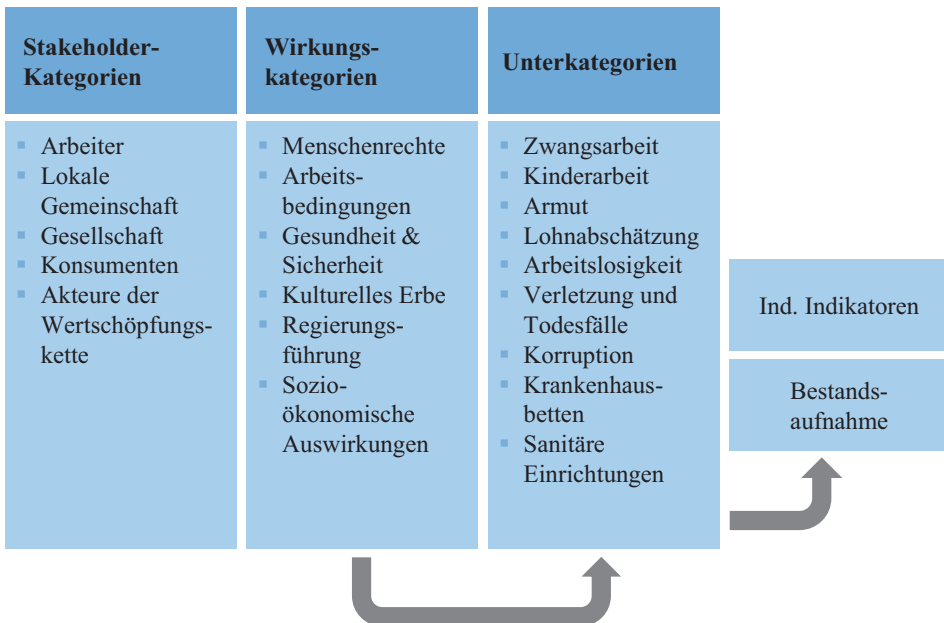 Stakeholder-
Kategorien
Arbeiter
Lokale
Gemeinschaft
Gesellschaft
Konsumenten
Akteure der
Wertschöpfungs-
kette
Wirkungs-
kategorien
Menschenrechte
Arbeits-
bedingungen
Gesundheit &
Sicherheit
Kulturelles Erbe
Regierungs-
führung
Sozio-
ökonomische
Auswirkungen
Unterkategorien
Zwangsarbeit
Kinderarbeit
Armut
Lohnabschätzung
Arbeitslosigkeit
Verletzung und
Todesfälle
Korruption
Krankenhaus-
betten
Sanitäre
Einrichtungen
Ind. Indikatoren
Bestands-
aufnahme